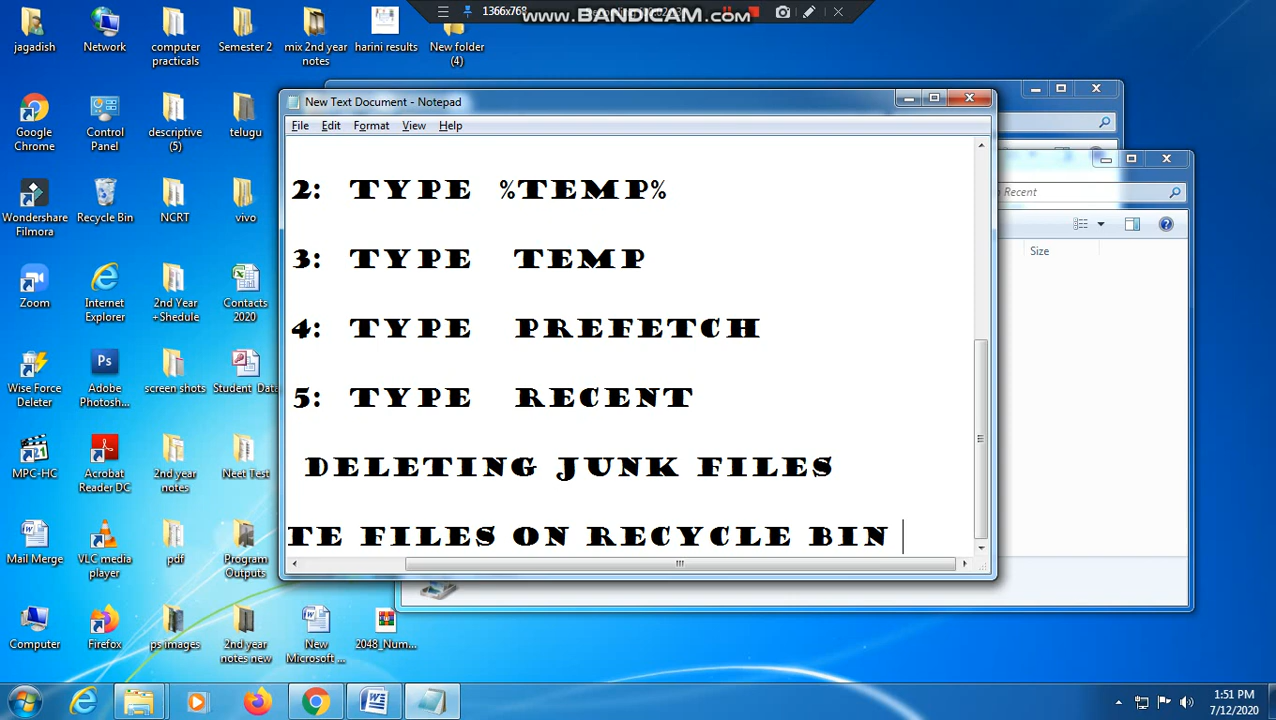 1366x768
www.BANDICAM.com
jagadish
Network
computer practicals
Semester 2
mix 2nd year notes
harini results
New folder (4)
Google Chrome
Control Panel
descriptive (5)
telugu
Wondershare Filmora
Recycle Bin
NCRT
vivo
Zoom
Internet Explorer
2nd Year +Shedule
Contacts 2020
Wise Force Deleter
Adobe Photosh...
screen shots
Student_Data
MPC-HC
Acrobat Reader DC
2nd year notes
Neet Test
Mail Merge
VLC media player
pdf
Program Outputs
Computer
Firefox
ps images
2nd year notes new
New Microsoft ...
2048_Num...
New Text Document - Notepad
File Edit Format View Help
2: TYPE %TEMP%
3: TYPE TEMP
4: TYPE PREFETCH
5: TYPE RECENT
DELETING JUNK FILES
TE FILES ON RECYCLE BIN
Recent
Size
1:51 PM
7/12/2020